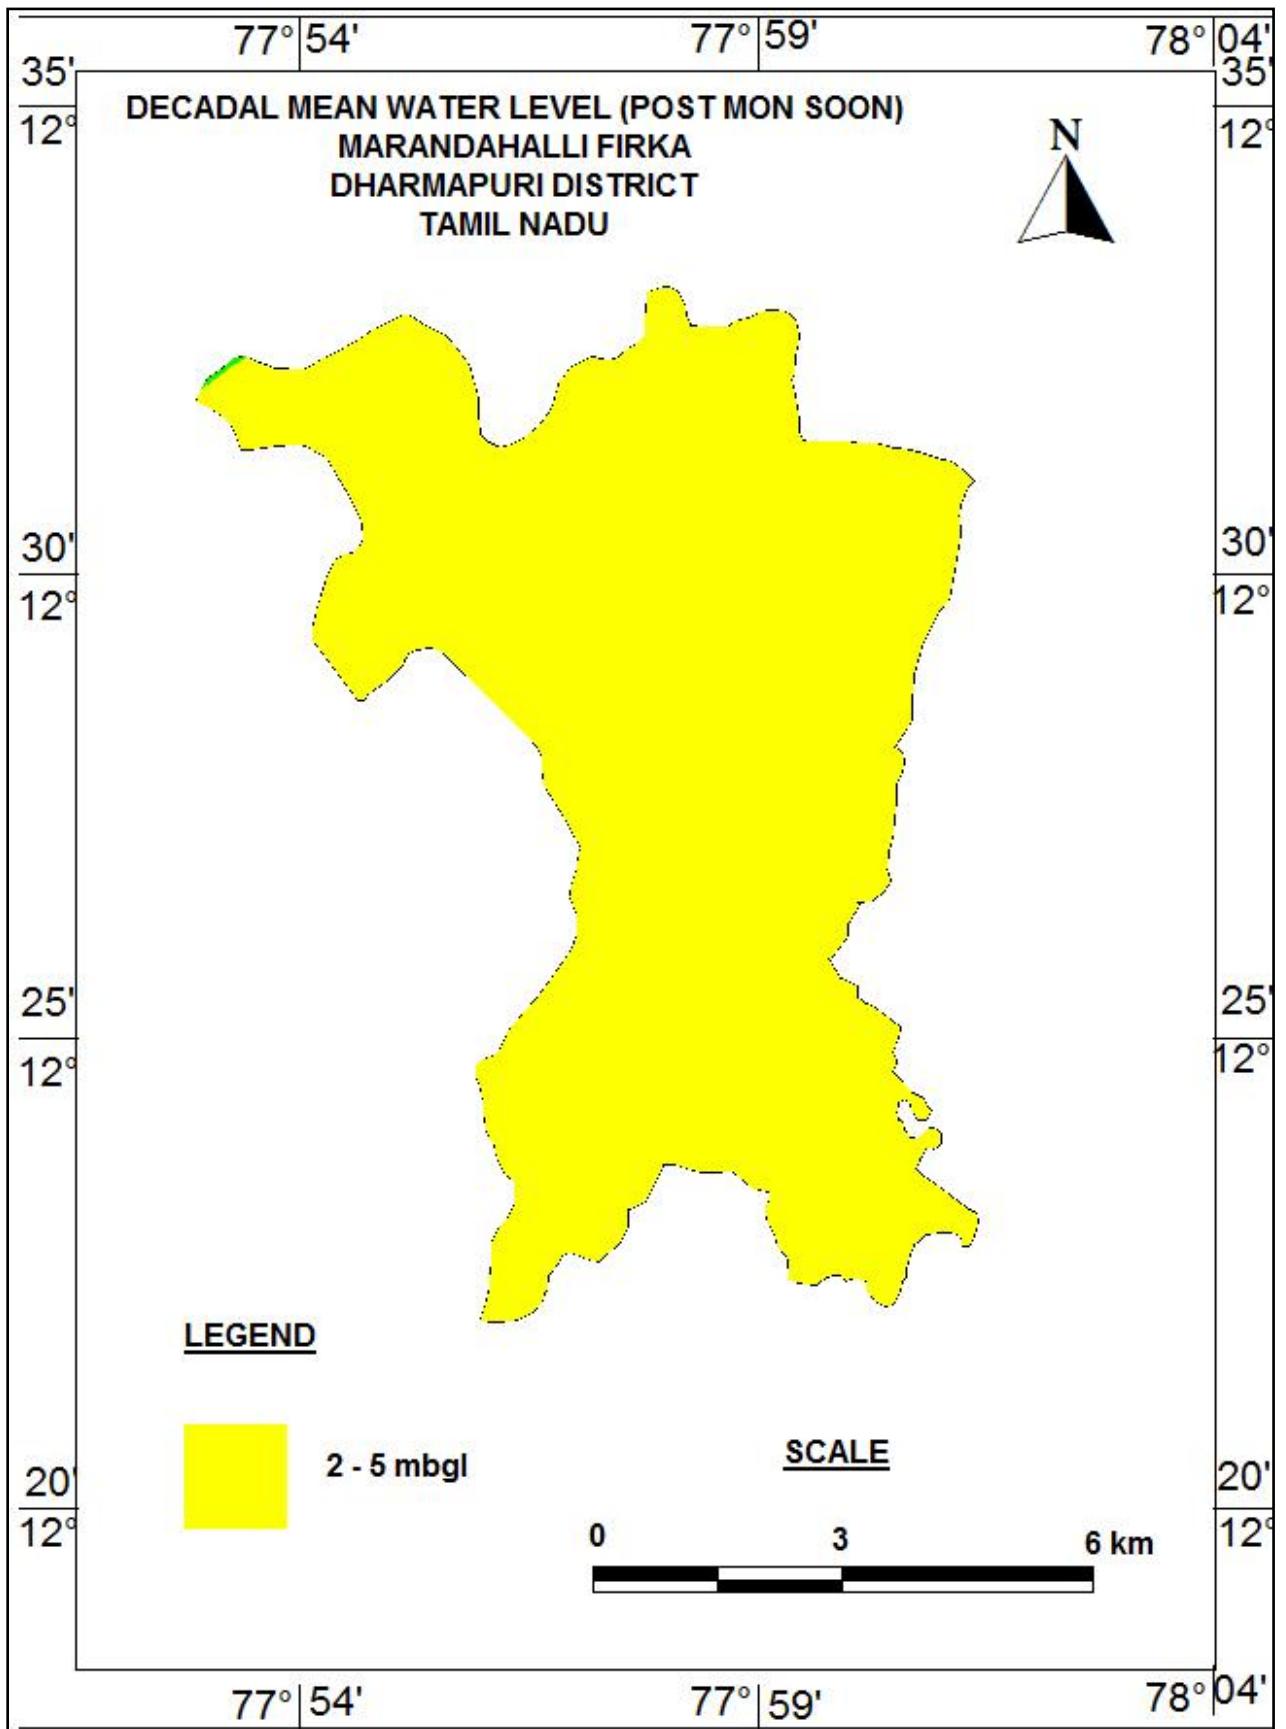 77° 54' 77° 59' 78° 04'
35' 35'
12° 12°
DECADAL MEAN WATER LEVEL (POST MON SOON)
MARANDAHALLI FIRKA
DHARMAPURI DISTRICT
TAMIL NADU
N
30' 30'
12° 12°
25' 25'
12° 12°
LEGEND
2 - 5 mbgl
SCALE
20' 20'
12° 12°
0 3 6 km
77° 54' 77° 59' 78° 04'